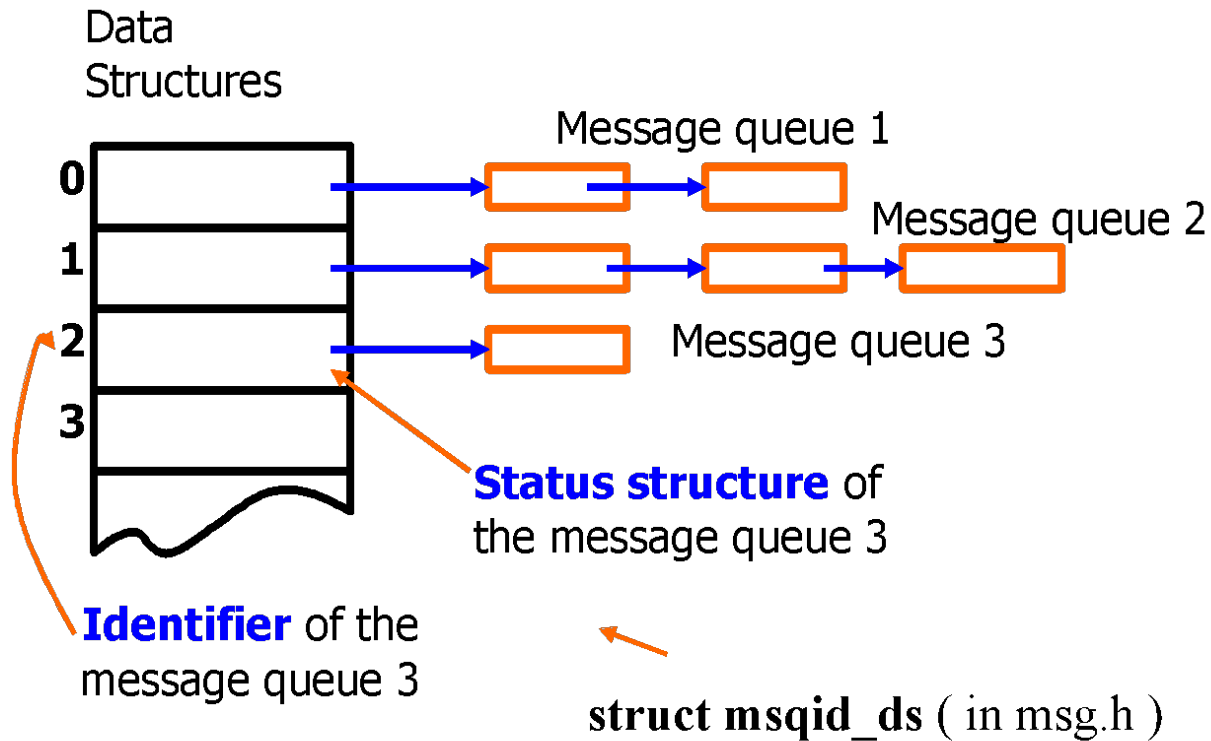 Data
Structures
Message queue 1
0
Message queue 2
1
2
Message queue 3
3
Status structure of
the message queue 3
Identifier of the
message queue 3
struct msqid_ds ( in msg.h )